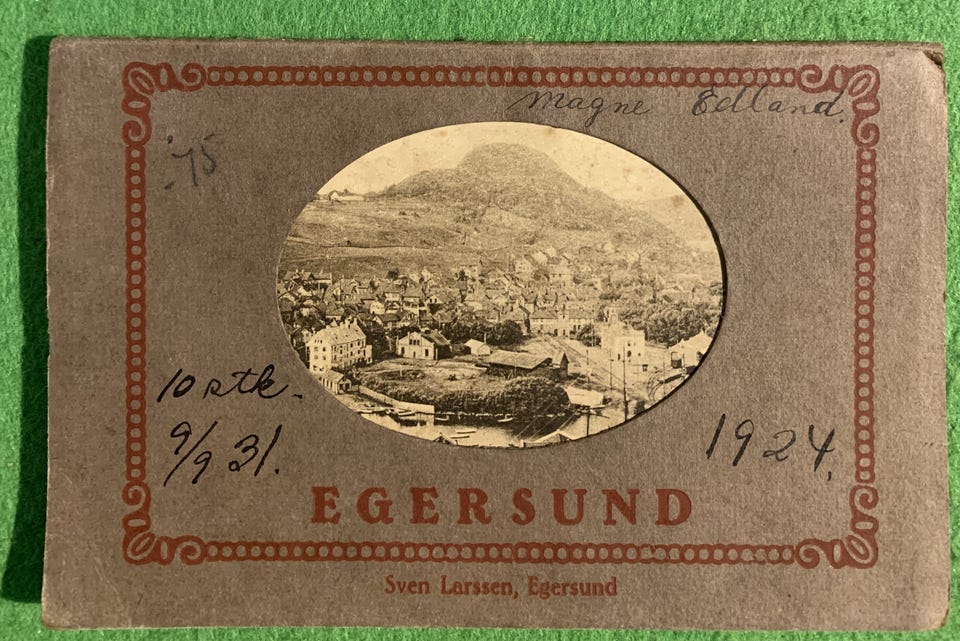 Magne Edland.
'75
10 stk.
9/9 31.
1924.
EGERSUND
Sven Larssen, Egersund